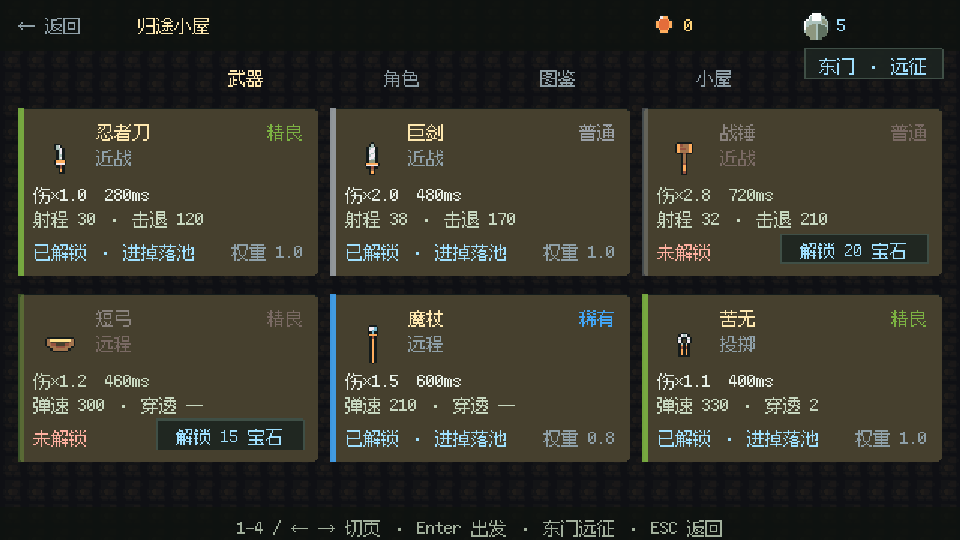 ← 返回 归途小屋 0 5
东门 · 远征
武器 角色 图鉴 小屋
忍者刀 精良
近战
伤×1.0 280ms
射程 30 · 击退 120
已解锁 · 进掉落池 权重 1.0
巨剑 普通
近战
伤×2.0 480ms
射程 38 · 击退 170
已解锁 · 进掉落池 权重 1.0
战锤 普通
近战
伤×2.8 720ms
射程 32 · 击退 210
未解锁 解锁 20 宝石
短弓 精良
远程
伤×1.2 460ms
弹速 300 · 穿透 —
未解锁 解锁 15 宝石
魔杖 稀有
远程
伤×1.5 600ms
弹速 210 · 穿透 —
已解锁 · 进掉落池 权重 0.8
苦无 精良
投掷
伤×1.1 400ms
弹速 330 · 穿透 2
已解锁 · 进掉落池 权重 1.0
1-4 / ← → 切页 · Enter 出发 · 东门远征 · ESC 返回